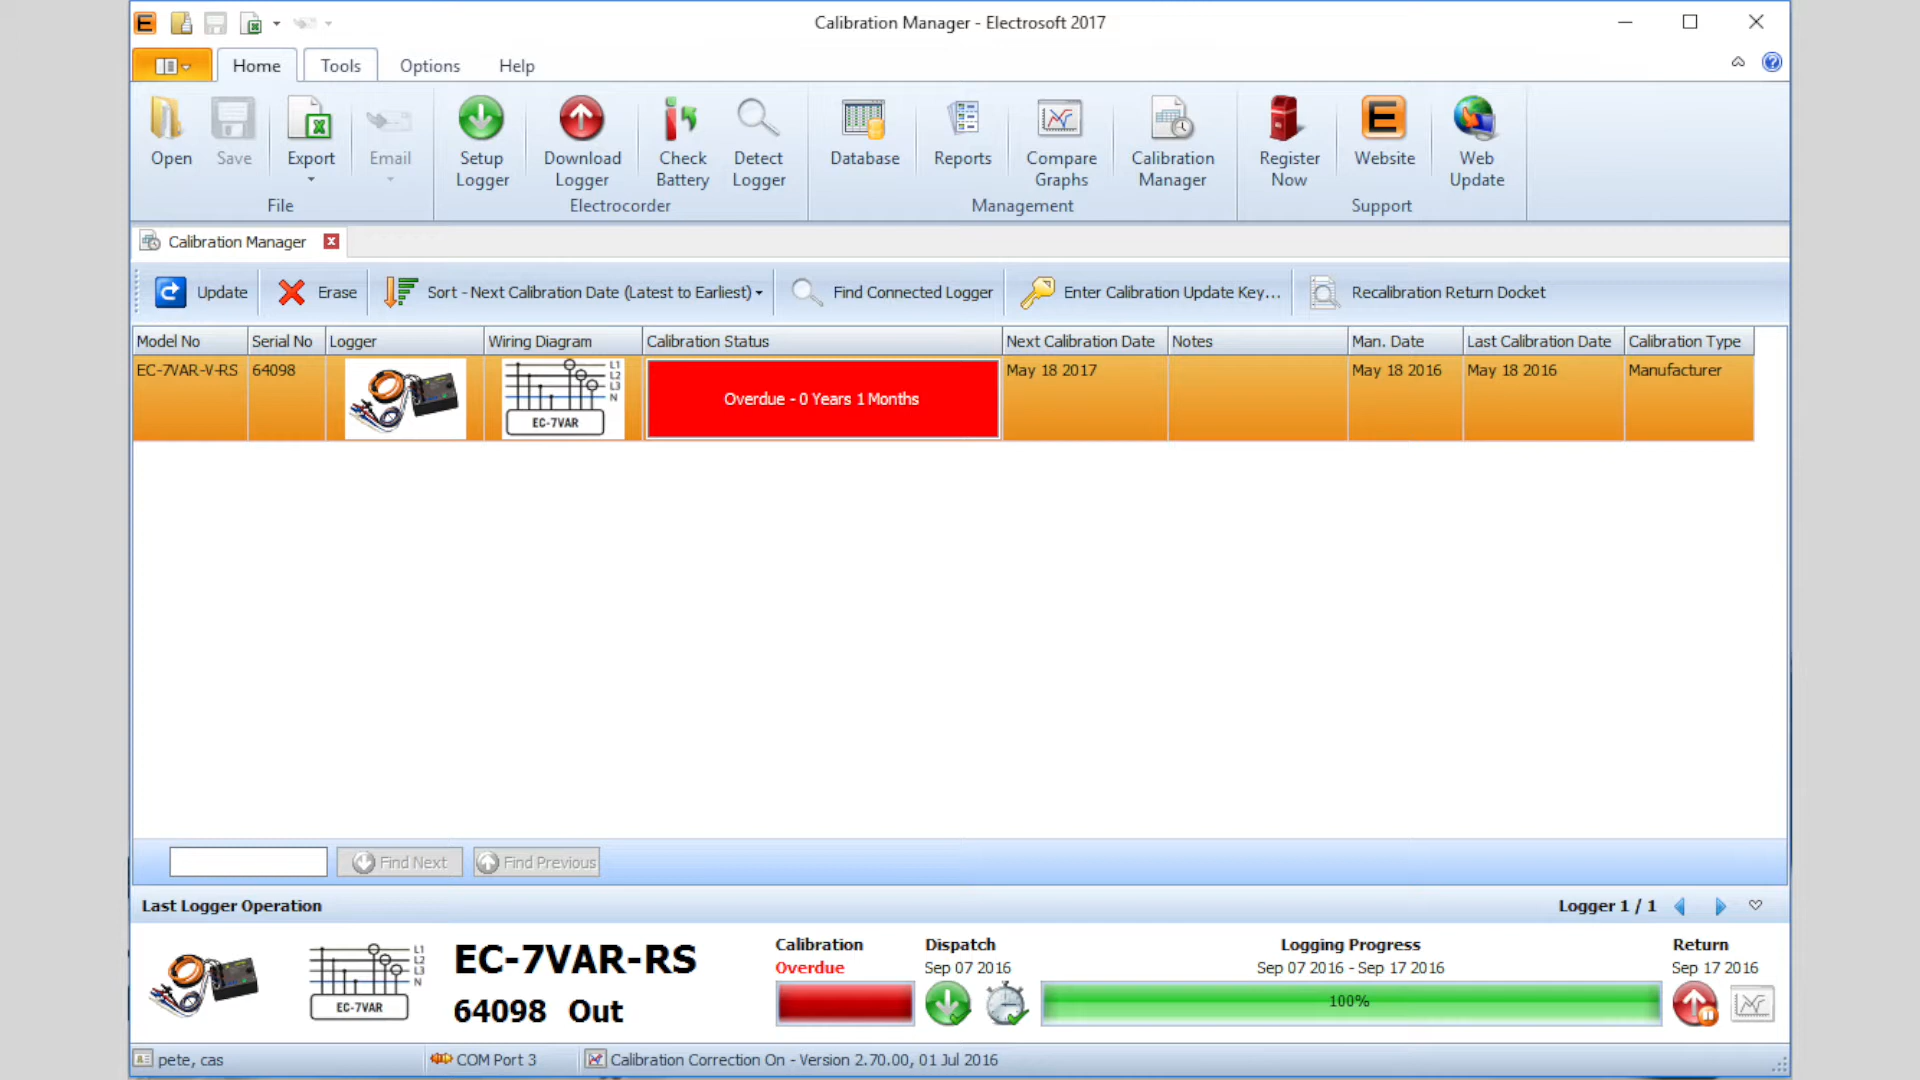 Calibration Manager - Electrosoft 2017
Home Tools Options Help
Open Save Export Email Setup Logger Download Logger Check Battery Detect Logger Database Reports Compare Graphs Calibration Manager Register Now Website Web Update
File Electrocorder Management Support
Calibration Manager
Update Erase Sort - Next Calibration Date (Latest to Earliest) Find Connected Logger Enter Calibration Update Key... Recalibration Return Docket
Model No Serial No Logger Wiring Diagram Calibration Status Next Calibration Date Notes Man. Date Last Calibration Date Calibration Type
EC-7VAR-V-RS 64098 L1 L2 L3 N EC-7VAR Overdue - 0 Years 1 Months May 18 2017 May 18 2016 May 18 2016 Manufacturer
Find Next Find Previous
Last Logger Operation Logger 1 / 1
L1 L2 L3 N EC-7VAR
EC-7VAR-RS
64098 Out
Calibration Dispatch Logging Progress Return
Overdue Sep 07 2016 Sep 07 2016 - Sep 17 2016 Sep 17 2016
100%
pete, cas COM Port 3 Calibration Correction On - Version 2.70.00, 01 Jul 2016